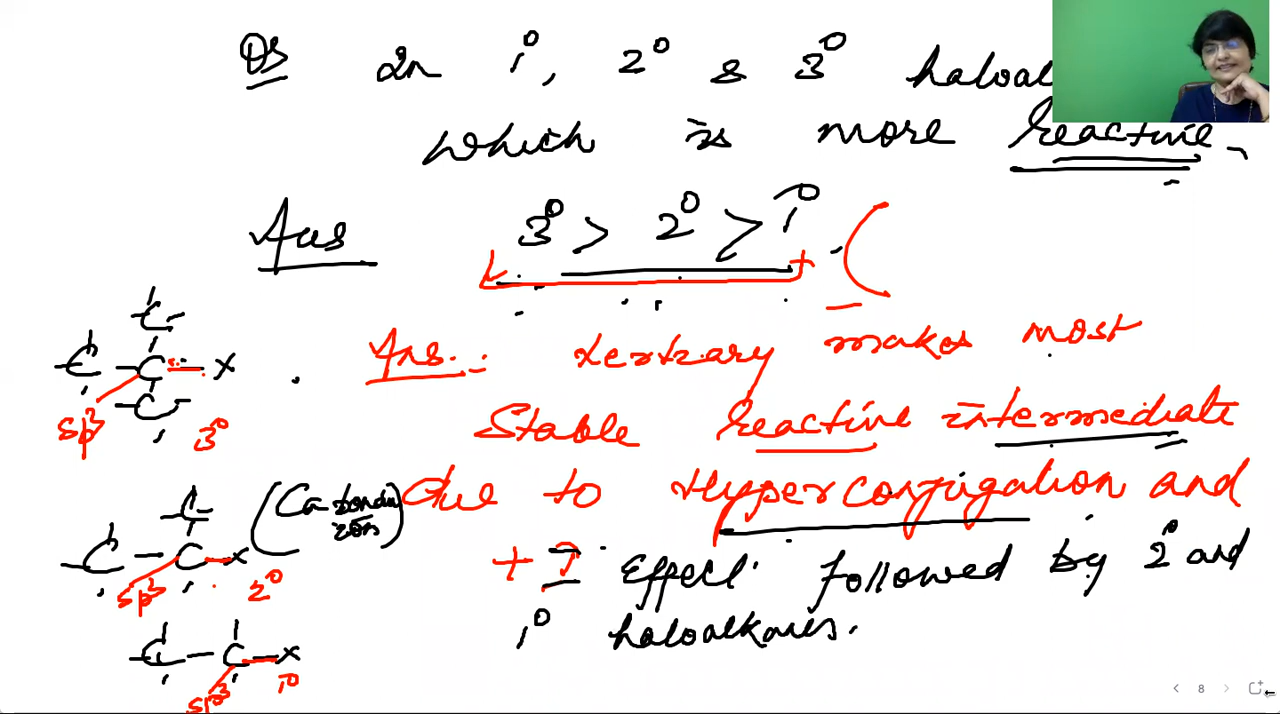 Qs In 1°, 2° & 3° haloal
which is more reactive
Ans 3° > 2° > 1° (
Ans. :- tertiary makes most
Stable reactive intermediate
due to Hyperconjugation and
+ I Effect followed by 2° and
1° haloalkanes.
C
C C X
C
sp³ 3°
C (Carbonium
C C X ion)
sp³ 2°
C C X
sp³ 1°
8